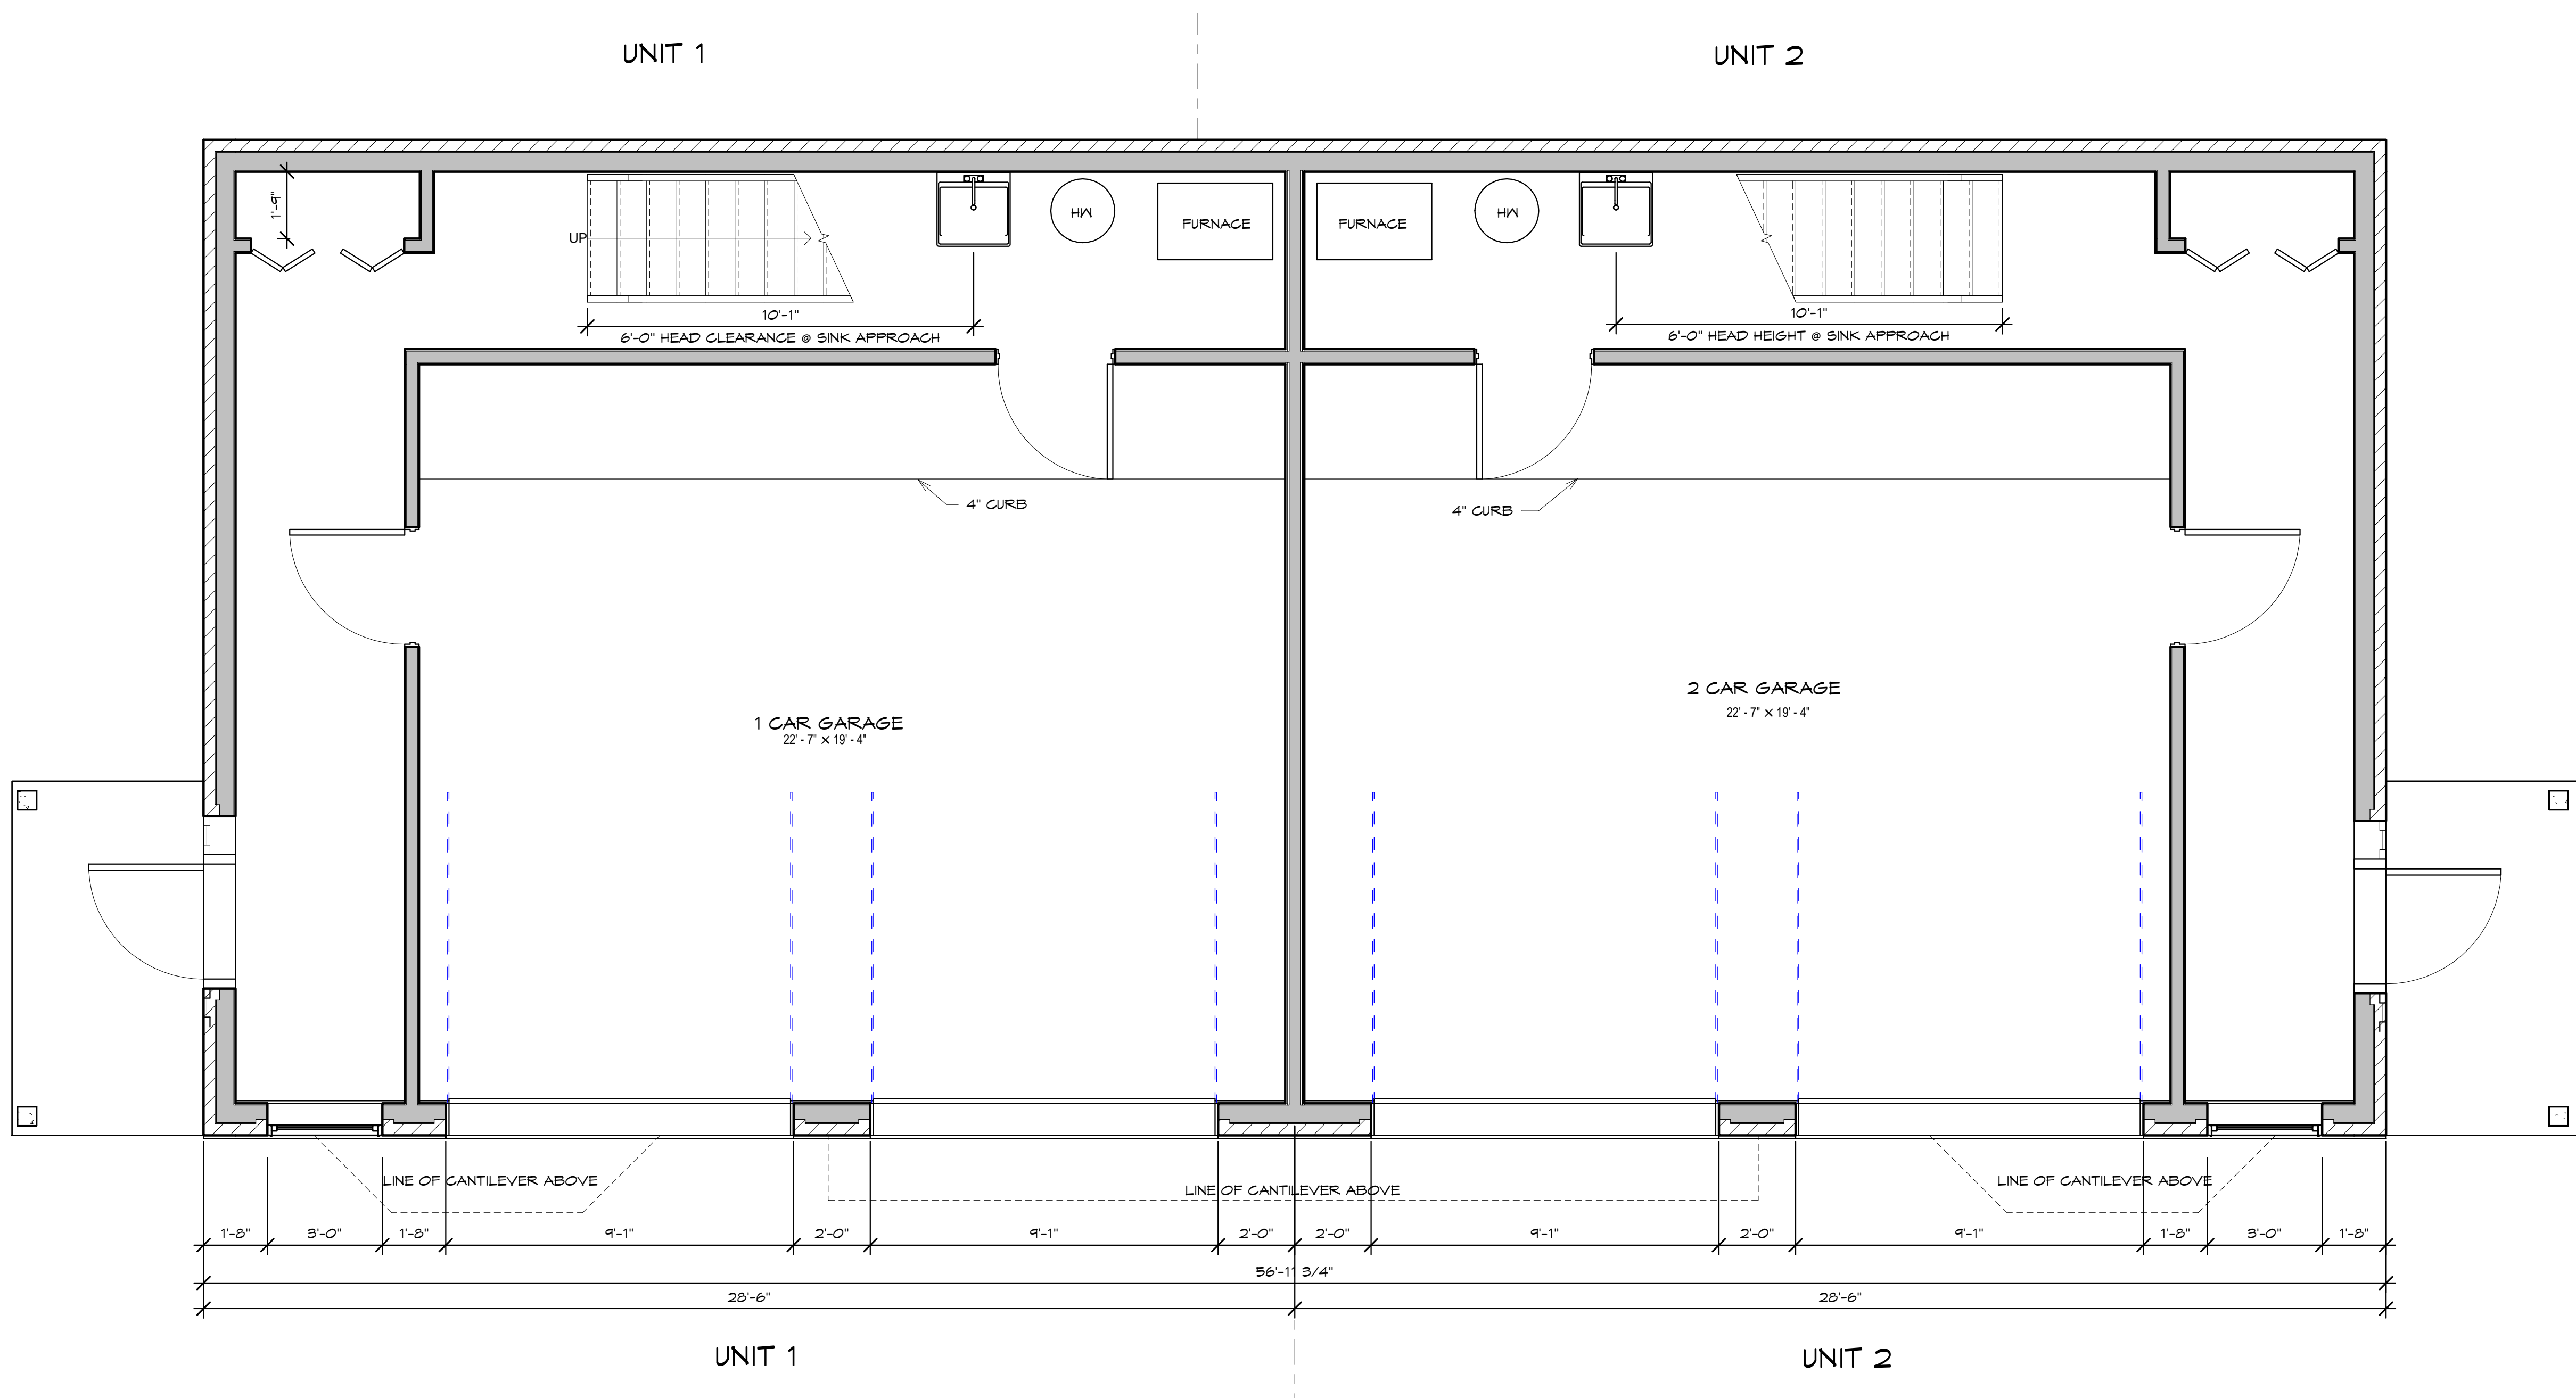 UNIT 1
UNIT 2
1'-9"
UP
HW
FURNACE
FURNACE
HW
10'-1"
6'-0" HEAD CLEARANCE @ SINK APPROACH
10'-1"
6'-0" HEAD HEIGHT @ SINK APPROACH
4" CURB
4" CURB
1 CAR GARAGE
22' - 7" x 19' - 4"
2 CAR GARAGE
22' - 7" x 19' - 4"
LINE OF CANTILEVER ABOVE
LINE OF CANTILEVER ABOVE
LINE OF CANTILEVER ABOVE
1'-8"
3'-0"
1'-8"
9'-1"
2'-0"
9'-1"
2'-0"
2'-0"
9'-1"
2'-0"
9'-1"
1'-8"
3'-0"
1'-8"
56'-11 3/4"
28'-6"
28'-6"
UNIT 1
UNIT 2